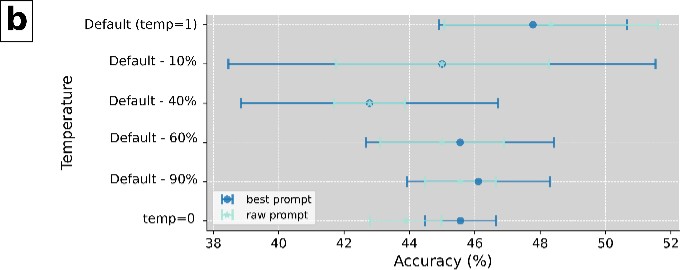 b
Default (temp=1)
Default - 10%
Default - 40%
Default - 60%
Default - 90%
temp=0
Temperature
best prompt
raw prompt
38 40 42 44 46 48 50 52
Accuracy (%)